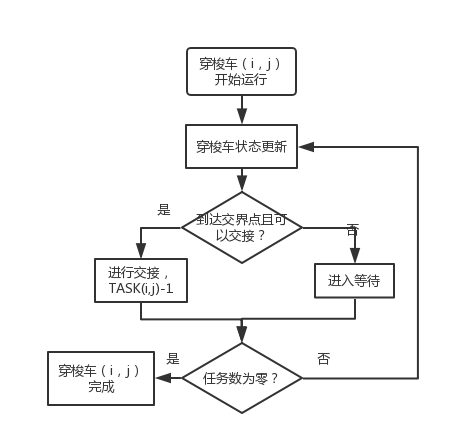 穿梭车（i , j）
开始运行
穿梭车状态更新
到达交界点且可
以交接？
是
否
进行交接，
TASK(i,j)-1
进入等待
任务数为零？
是
否
穿梭车（i , j）
完成